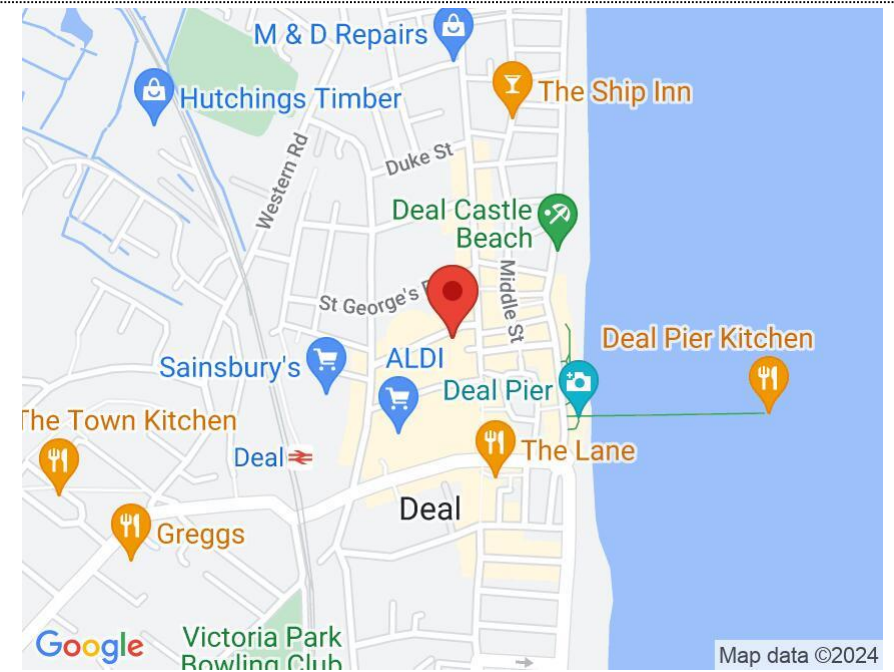 M & D Repairs
Hutchings Timber
The Ship Inn
Western Rd
Duke St
Deal Castle
Beach
Middle St
St George's
Deal Pier Kitchen
Sainsbury's
ALDI
Deal Pier
The Town Kitchen
The Lane
Deal
Deal
Greggs
Victoria Park
Bowling Club
Google
Map data ©2024